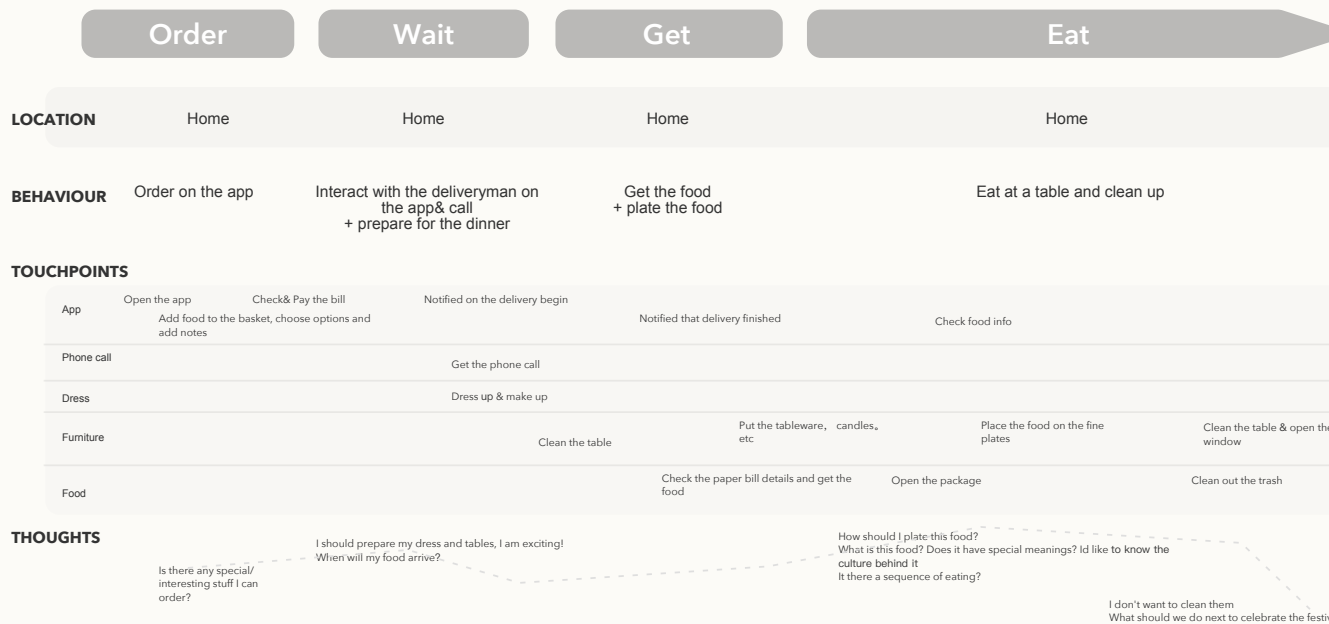 Order
Wait
Get
Eat
LOCATION
Home
Home
Home
Home
BEHAVIOUR
Order on the app
Interact with the deliveryman on
the app& call
+ prepare for the dinner
Get the food
+ plate the food
Eat at a table and clean up
TOUCHPOINTS
App
Open the app
Check& Pay the bill
Add food to the basket, choose options and
add notes
Notified on the delivery begin
Notified that delivery finished
Check food info
Phone call
Get the phone call
Dress
Dress up & make up
Furniture
Clean the table
Put the tableware， candles。
etc
Place the food on the fine
plates
Clean the table & open the
window
Food
Check the paper bill details and get the
food
Open the package
Clean out the trash
THOUGHTS
Is there any special/
interesting stuff I can
order?
I should prepare my dress and tables, I am exciting!
When will my food arrive?
How should I plate this food?
What is this food? Does it have special meanings? Id like to know the
culture behind it
It there a sequence of eating?
I don't want to clean them
What should we do next to celebrate the